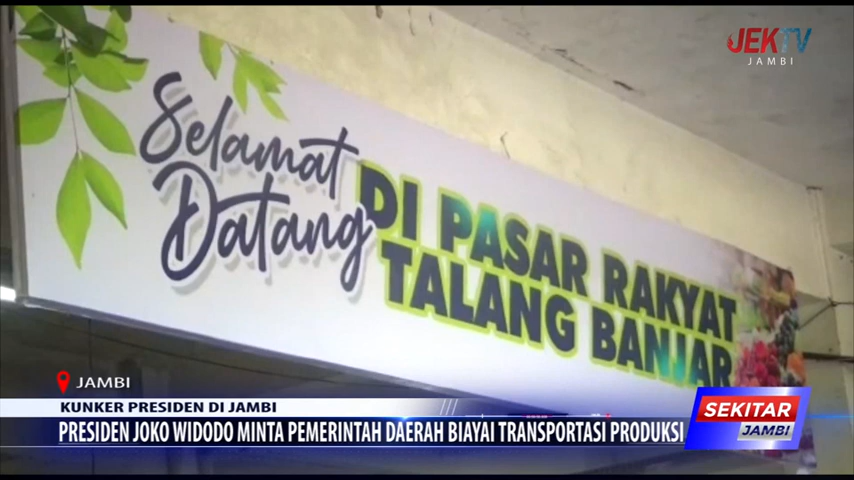 JEKTV
JAMBI
Selamat
Datang
DI PASAR RAKYAT
TALANG BANJAR
JAMBI
KUNKER PRESIDEN DI JAMBI
PRESIDEN JOKO WIDODO MINTA PEMERINTAH DAERAH BIAYAI TRANSPORTASI PRODUKSI
SEKITAR
JAMBI